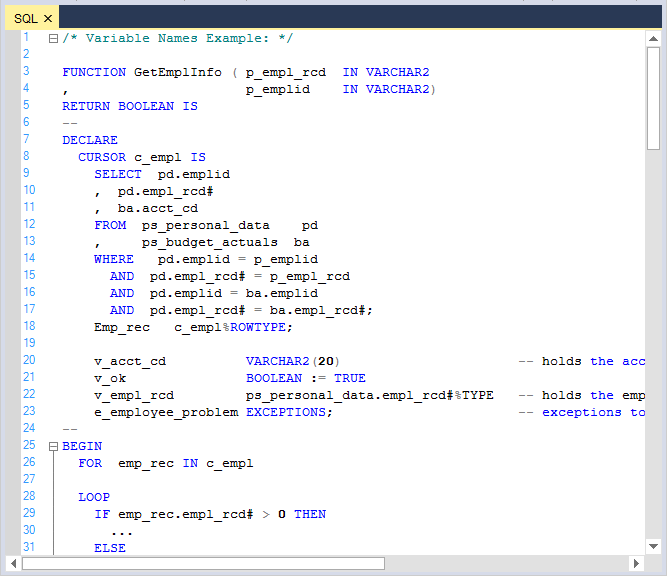 SQL ×
1 /* Variable Names Example: */
2
3 FUNCTION GetEmplInfo ( p_empl_rcd  IN VARCHAR2
4 ,                      p_emplid    IN VARCHAR2)
5 RETURN BOOLEAN IS
6 --
7 DECLARE
8   CURSOR c_empl IS
9     SELECT  pd.emplid
10     ,  pd.empl_rcd#
11     ,  ba.acct_cd
12     FROM  ps_personal_data    pd
13     ,     ps_budget_actuals  ba
14     WHERE   pd.emplid = p_emplid
15       AND  pd.empl_rcd# = p_empl_rcd
16       AND  pd.emplid = ba.emplid
17       AND  pd.empl_rcd# = ba.empl_rcd#;
18     Emp_rec   c_empl%ROWTYPE;
19
20     v_acct_cd          VARCHAR2(20)                      -- holds the acc
21     v_ok               BOOLEAN := TRUE
22     v_empl_rcd         ps_personal_data.empl_rcd#%TYPE   -- holds the emp
23     e_employee_problem EXCEPTIONS;                       -- exceptions to
24 --
25 BEGIN
26   FOR  emp_rec IN c_empl
27
28   LOOP
29     IF emp_rec.empl_rcd# > 0 THEN
30       ...
31     ELSE